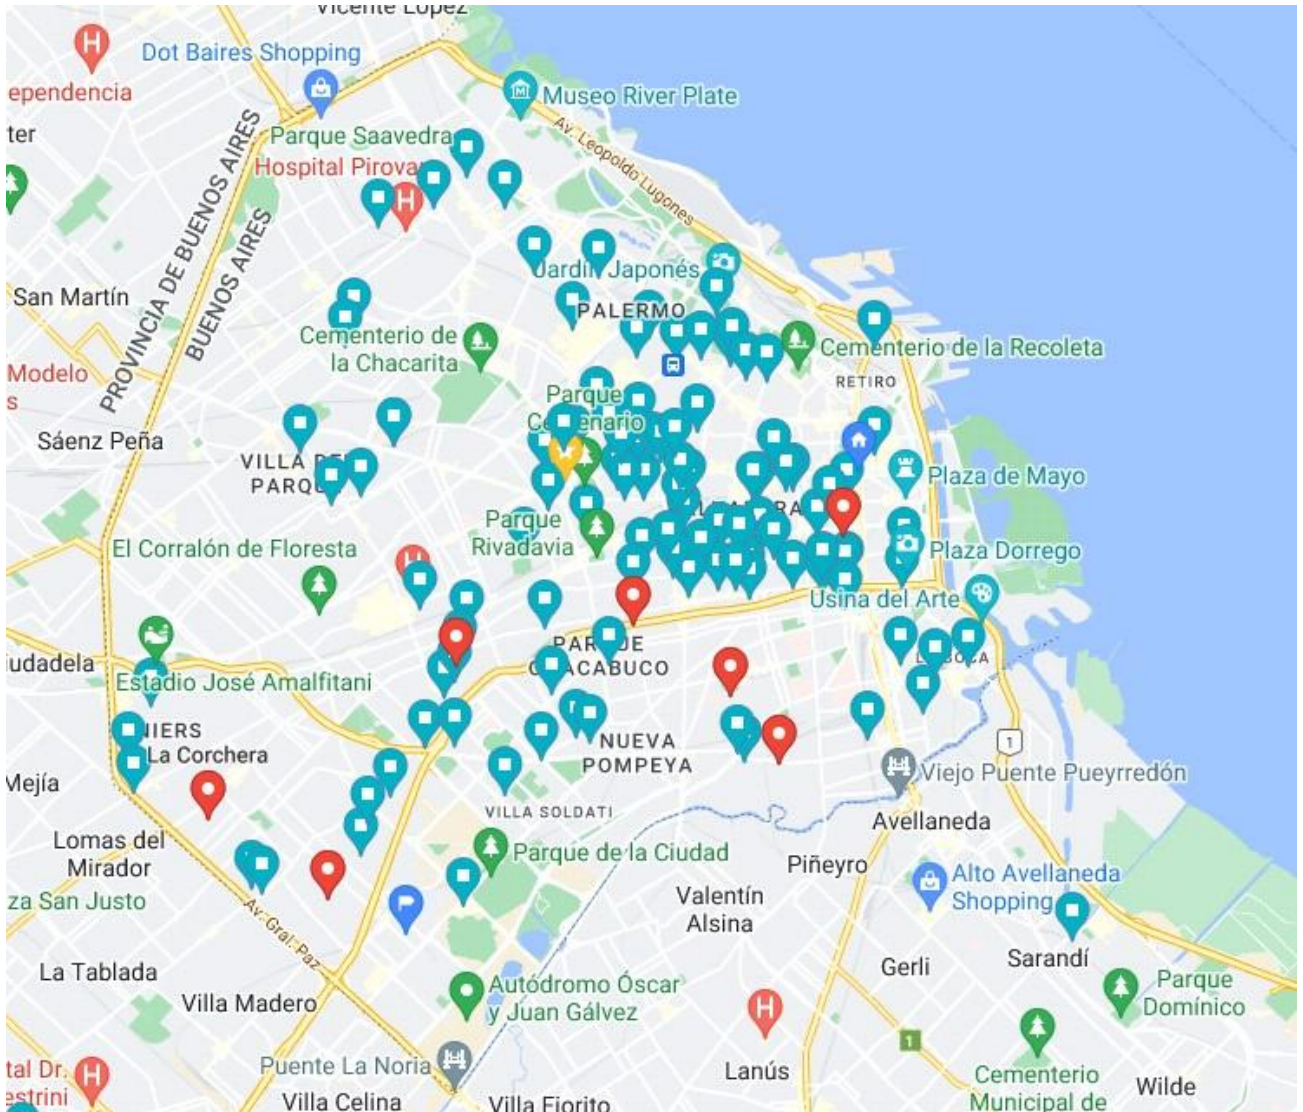 Vicente López
Dot Baires Shopping
ependencia
Museo River Plate
ter
Parque Saavedra
Av. Leopoldo Lugones
Hospital Pirova
PROVINCIA DE BUENOS AIRES
BUENOS AIRES
Jardín Japonés
San Martín
PALERMO
Cementerio de
la Chacarita
Cementerio de la Recoleta
Modelo
s
RETIRO
Parque
Sáenz Peña
VILLA DEL
PARQU
Plaza de Mayo
Parque
Rivadavia
El Corralón de Floresta
Plaza Dorrego
Usina del Arte
iudadela
PARQUE
CHACABUCO
LA BOCA
Estadio José Amalfitani
NIERS
La Corchera
NUEVA
POMPEYA
1
Mejía
Viejo Puente Pueyrredón
VILLA SOLDATI
Avellaneda
Lomas del
Mirador
Parque de la Ciudad
Piñeyro
Alto Avellaneda
Shopping
za San Justo
Valentín
Alsina
Av. Gral. Paz
Sarandí
La Tablada
Gerli
Villa Madero
Autódromo Óscar
y Juan Gálvez
Parque
Domínico
1
Puente La Noria
Lanús
Cementerio
Municipal de
tal Dr.
estrini
Wilde
Villa Celina
Villa Fiorito